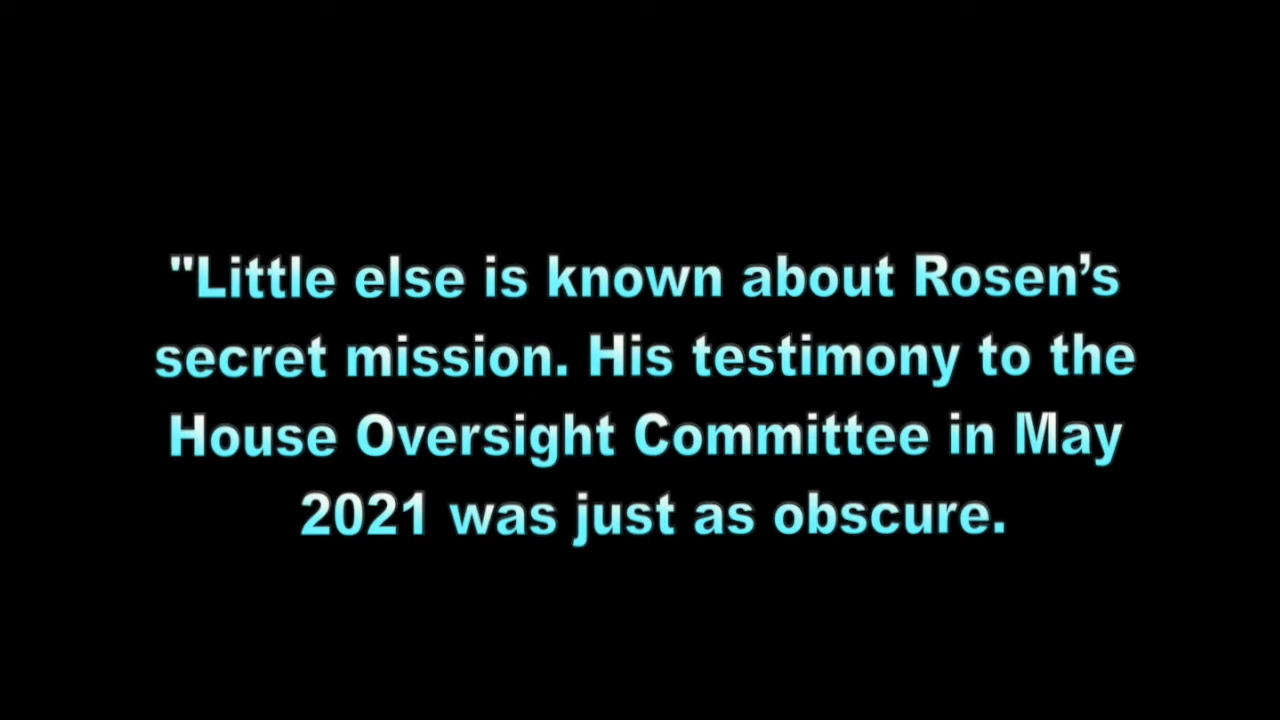 "Little else is known about Rosen’s
secret mission. His testimony to the
House Oversight Committee in May
2021 was just as obscure.